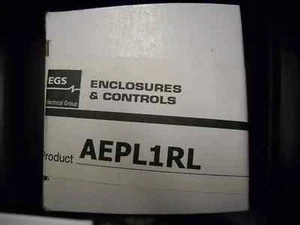 EGS
Electrical Group
ENCLOSURES
& CONTROLS
Product AEPL1RL